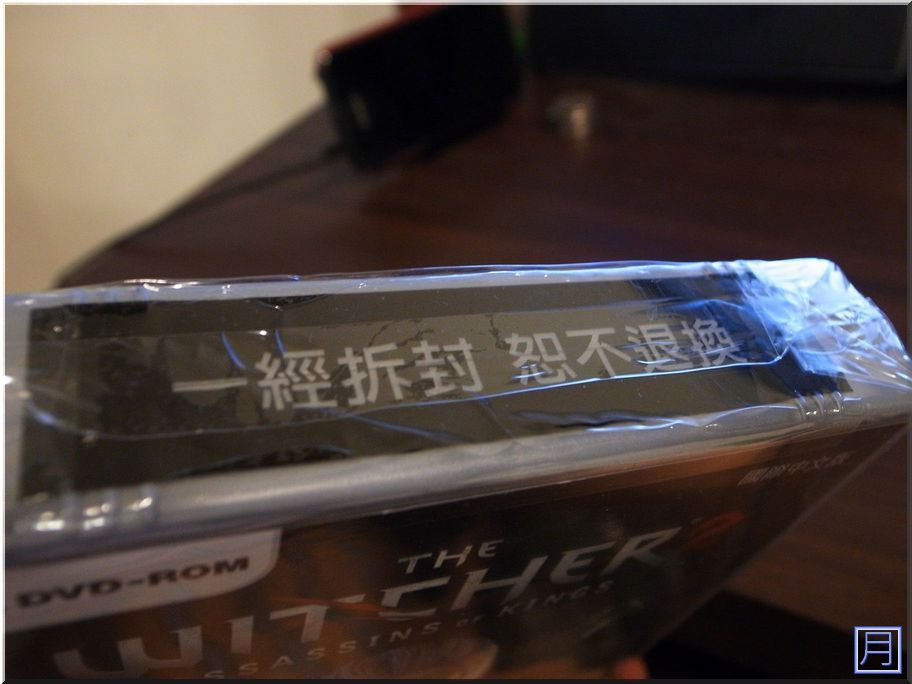 一經拆封 恕不退換
國際中文版
DVD-ROM
THE
WITCHER 2
ASSASSINS OF KINGS
月